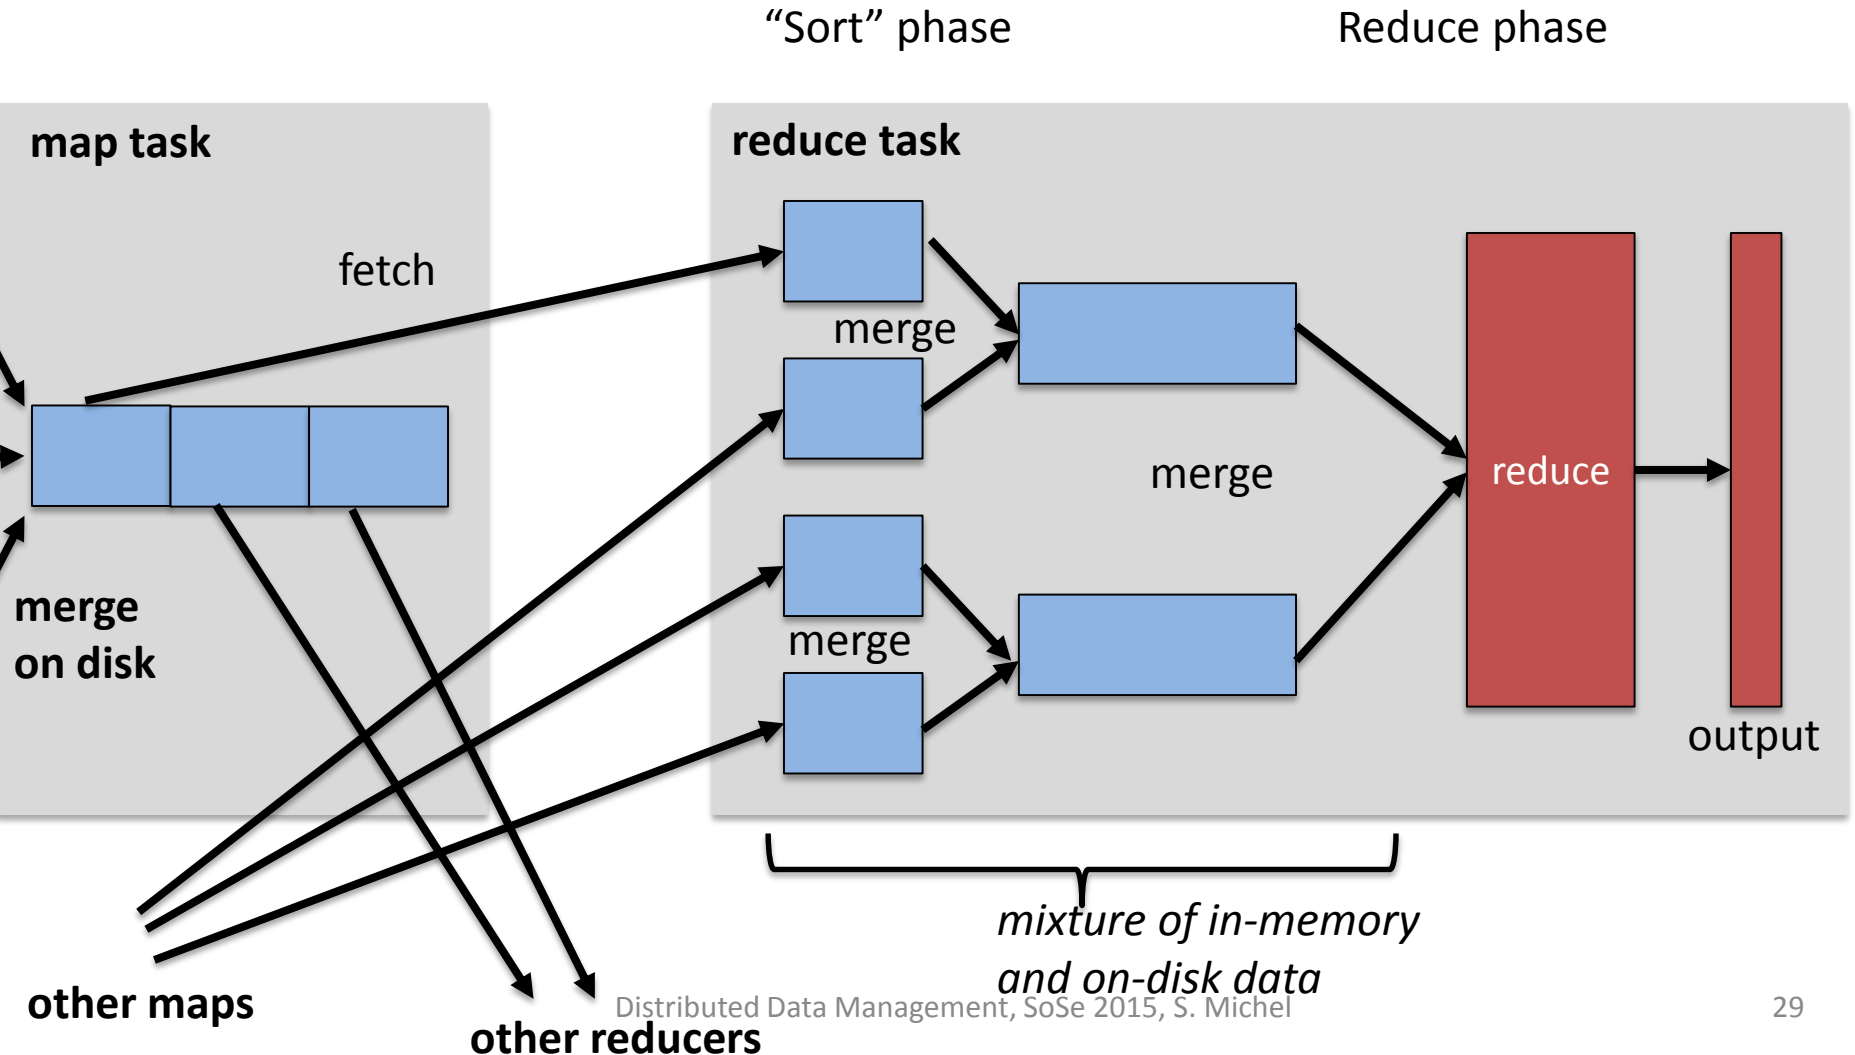 “Sort” phase
Reduce phase
map task
reduce task
fetch
merge
merge
reduce
merge
on disk
merge
output
mixture of in-memory
and on-disk data
other maps
other reducers
Distributed Data Management, SoSe 2015, S. Michel
29